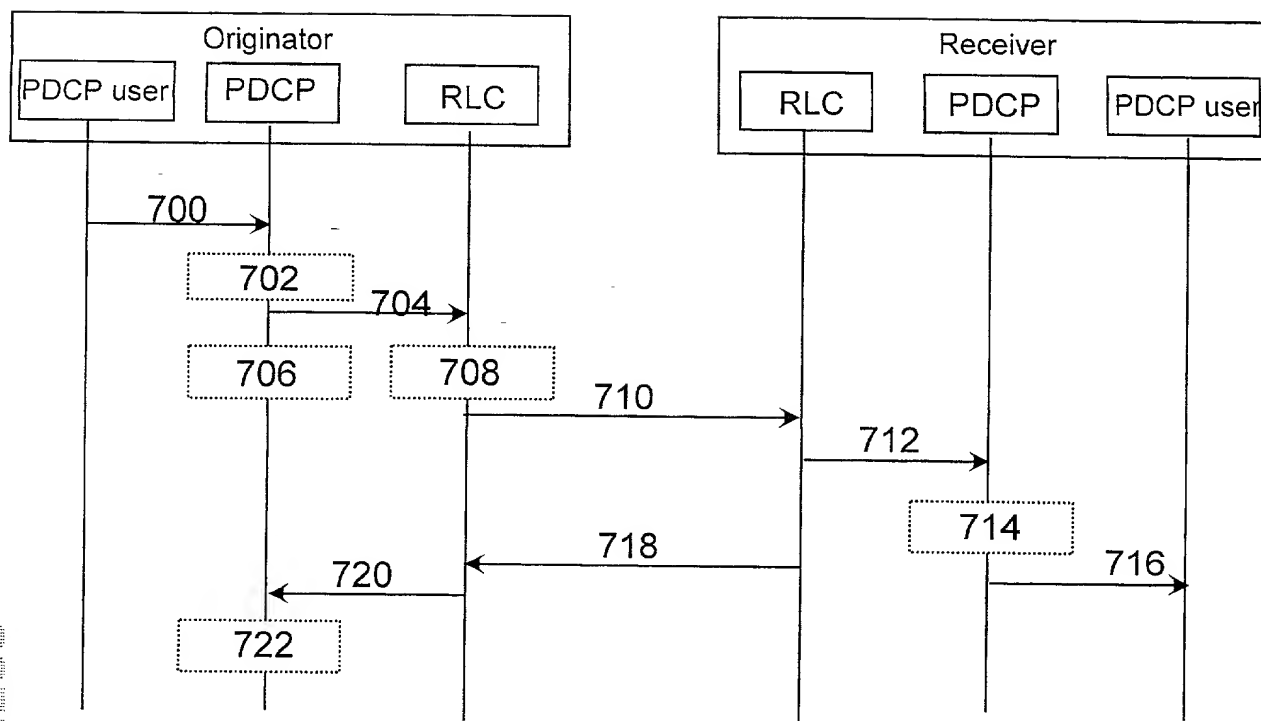 Originator
Receiver
PDCP user
PDCP
RLC
RLC
PDCP
PDCP user
700
702
704
706
708
710
712
714
718
716
720
722